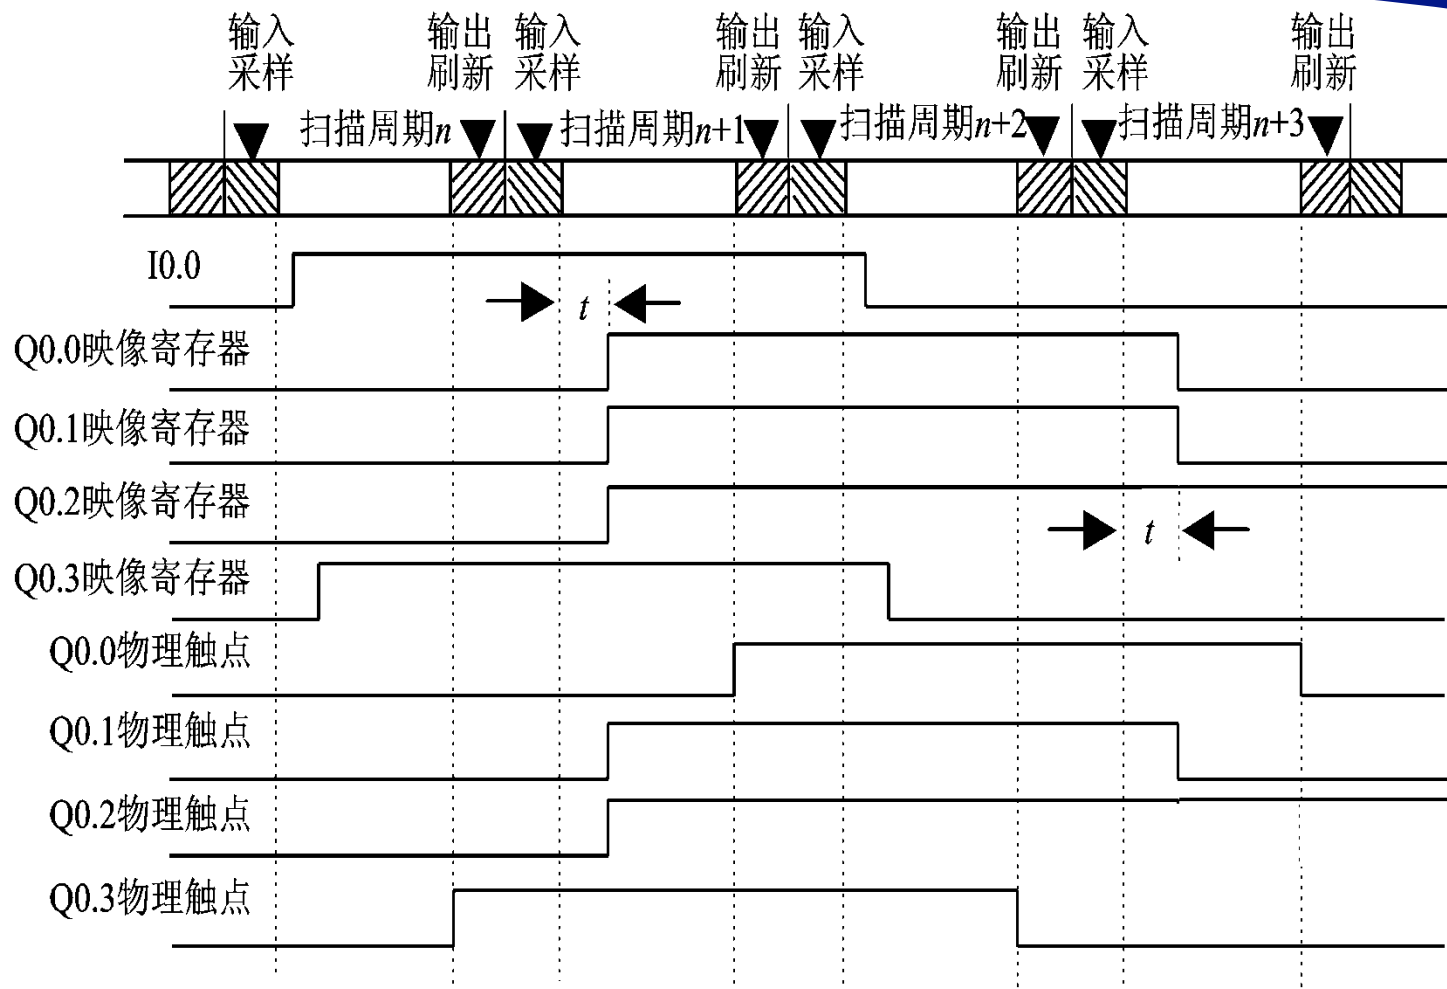 输入 输出 输入 输出 输入 输出 输入 输出
采样 刷新 采样 刷新 采样 刷新 采样 刷新
扫描周期n 扫描周期n+1 扫描周期n+2 扫描周期n+3
I0.0
t
Q0.0映像寄存器
Q0.1映像寄存器
Q0.2映像寄存器
t
Q0.3映像寄存器
Q0.0物理触点
Q0.1物理触点
Q0.2物理触点
Q0.3物理触点